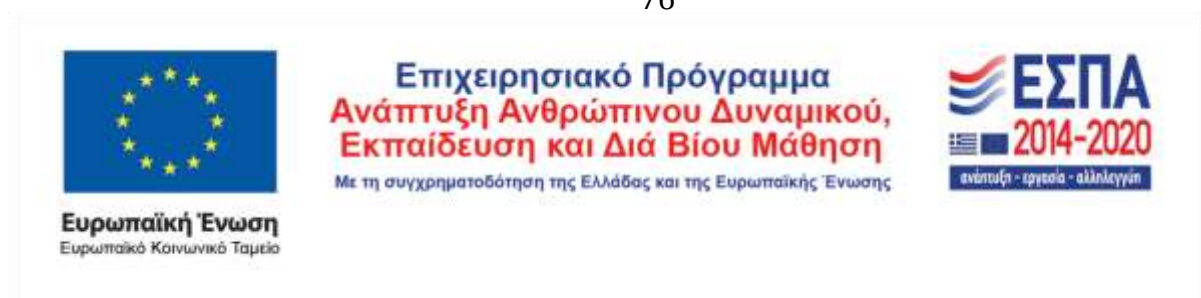 76
Επιχειρησιακό Πρόγραμμα
Ανάπτυξη Ανθρώπινου Δυναμικού,
Εκπαίδευση και Διά Βίου Μάθηση
Με τη συγχρηματοδότηση της Ελλάδας και της Ευρωπαϊκής Ένωσης
Ευρωπαϊκή Ένωση
Ευρωπαϊκό Κοινωνικό Ταμείο
ΕΣΠΑ
2014-2020
ανάπτυξη - εργασία - αλληλεγγύη